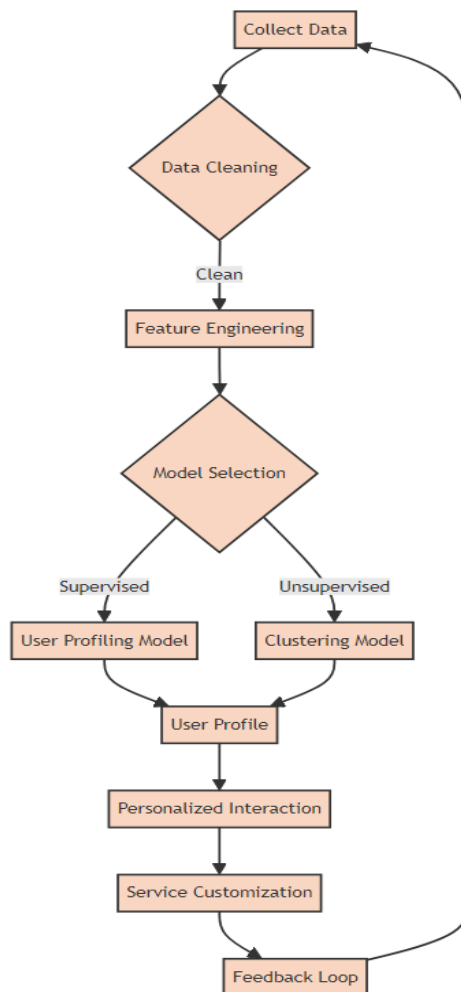 Collect Data
Data Cleaning
Clean
Feature Engineering
Model Selection
Supervised
Unsupervised
User Profiling Model
Clustering Model
User Profile
Personalized Interaction
Service Customization
Feedback Loop